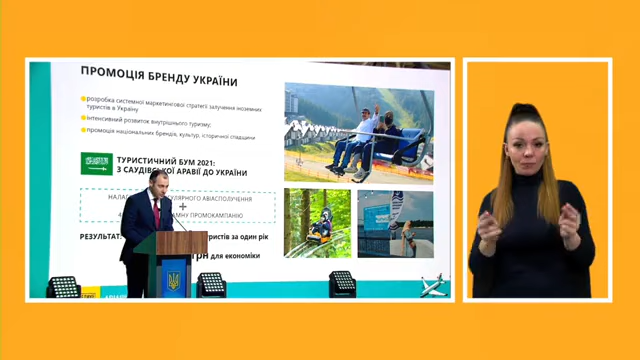 ПРОМОЦІЯ БРЕНДУ УКРАЇНИ
розробка системної маркетингової стратегії залучення іноземних
туристів в Україну
інтенсивний розвиток внутрішнього туризму;
промоція національних брендів, культур, історичної спадщини
ТУРИСТИЧНИЙ БУМ 2021:
З САУДІВСЬКОЇ АРАВІЇ ДО УКРАЇНИ
АВІАСПОЛУЧЕННЯ
+
ПРОМОКАМПАНІЮ
РЕЗУЛЬТАТ: за один рік
грн для економіки